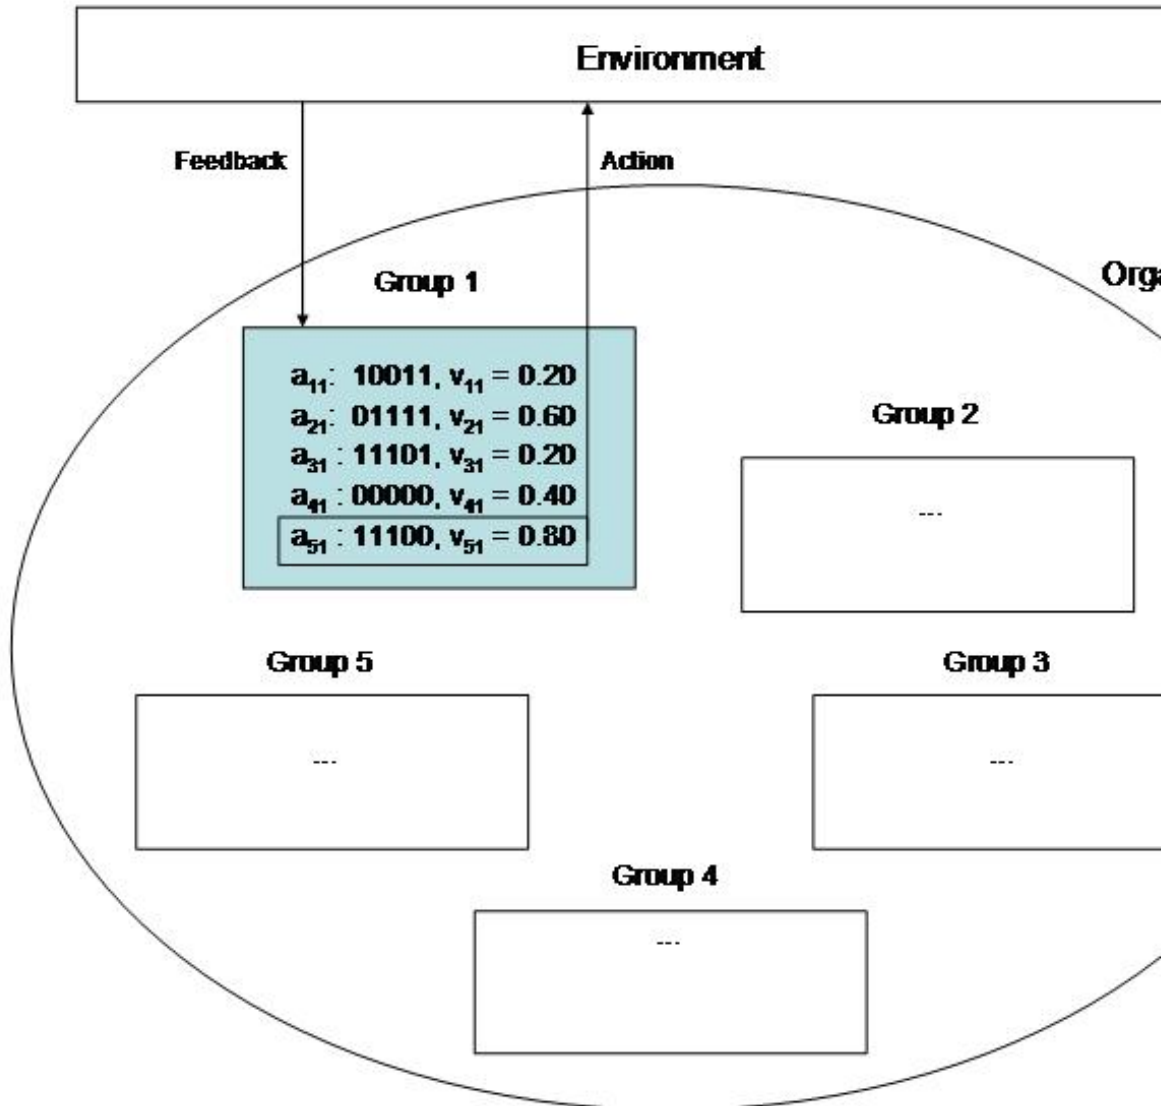 Environment
Feedback
Action
Group 1
Orga
a11: 10011, v11 = 0.20
a21: 01111, v21 = 0.60
a31 : 11101, v31 = 0.20
a41 : 00000, v41 = 0.40
a51 : 11100, v51 = 0.80
Group 2
...
Group 5
...
Group 3
...
Group 4
...